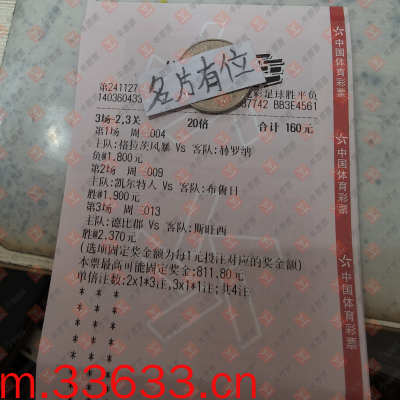 名片有位
第241127
竞彩足球胜平负
140360433
87742 BB3E4561
3场-2,3关 20倍 合计 160元
第1场 周三004
主队:格拉茨风暴 Vs 客队:赫罗纳
负@1.800元
第2场 周三009
主队:凯尔特人 Vs 客队:布鲁日
胜@1.900元
第3场 周三013
主队:德比郡 Vs 客队:斯旺西
胜@2.370元
(选项固定奖金额为每1元投注对应的奖金额)
本票最高可能固定奖金:811.80元
单倍注数:2x1*3注,3x1*1注;共4注
* * *
* * *
* * *
* * *
* * *
中国体育彩票
中国体育彩票
中国体育彩票
m.33633.cn